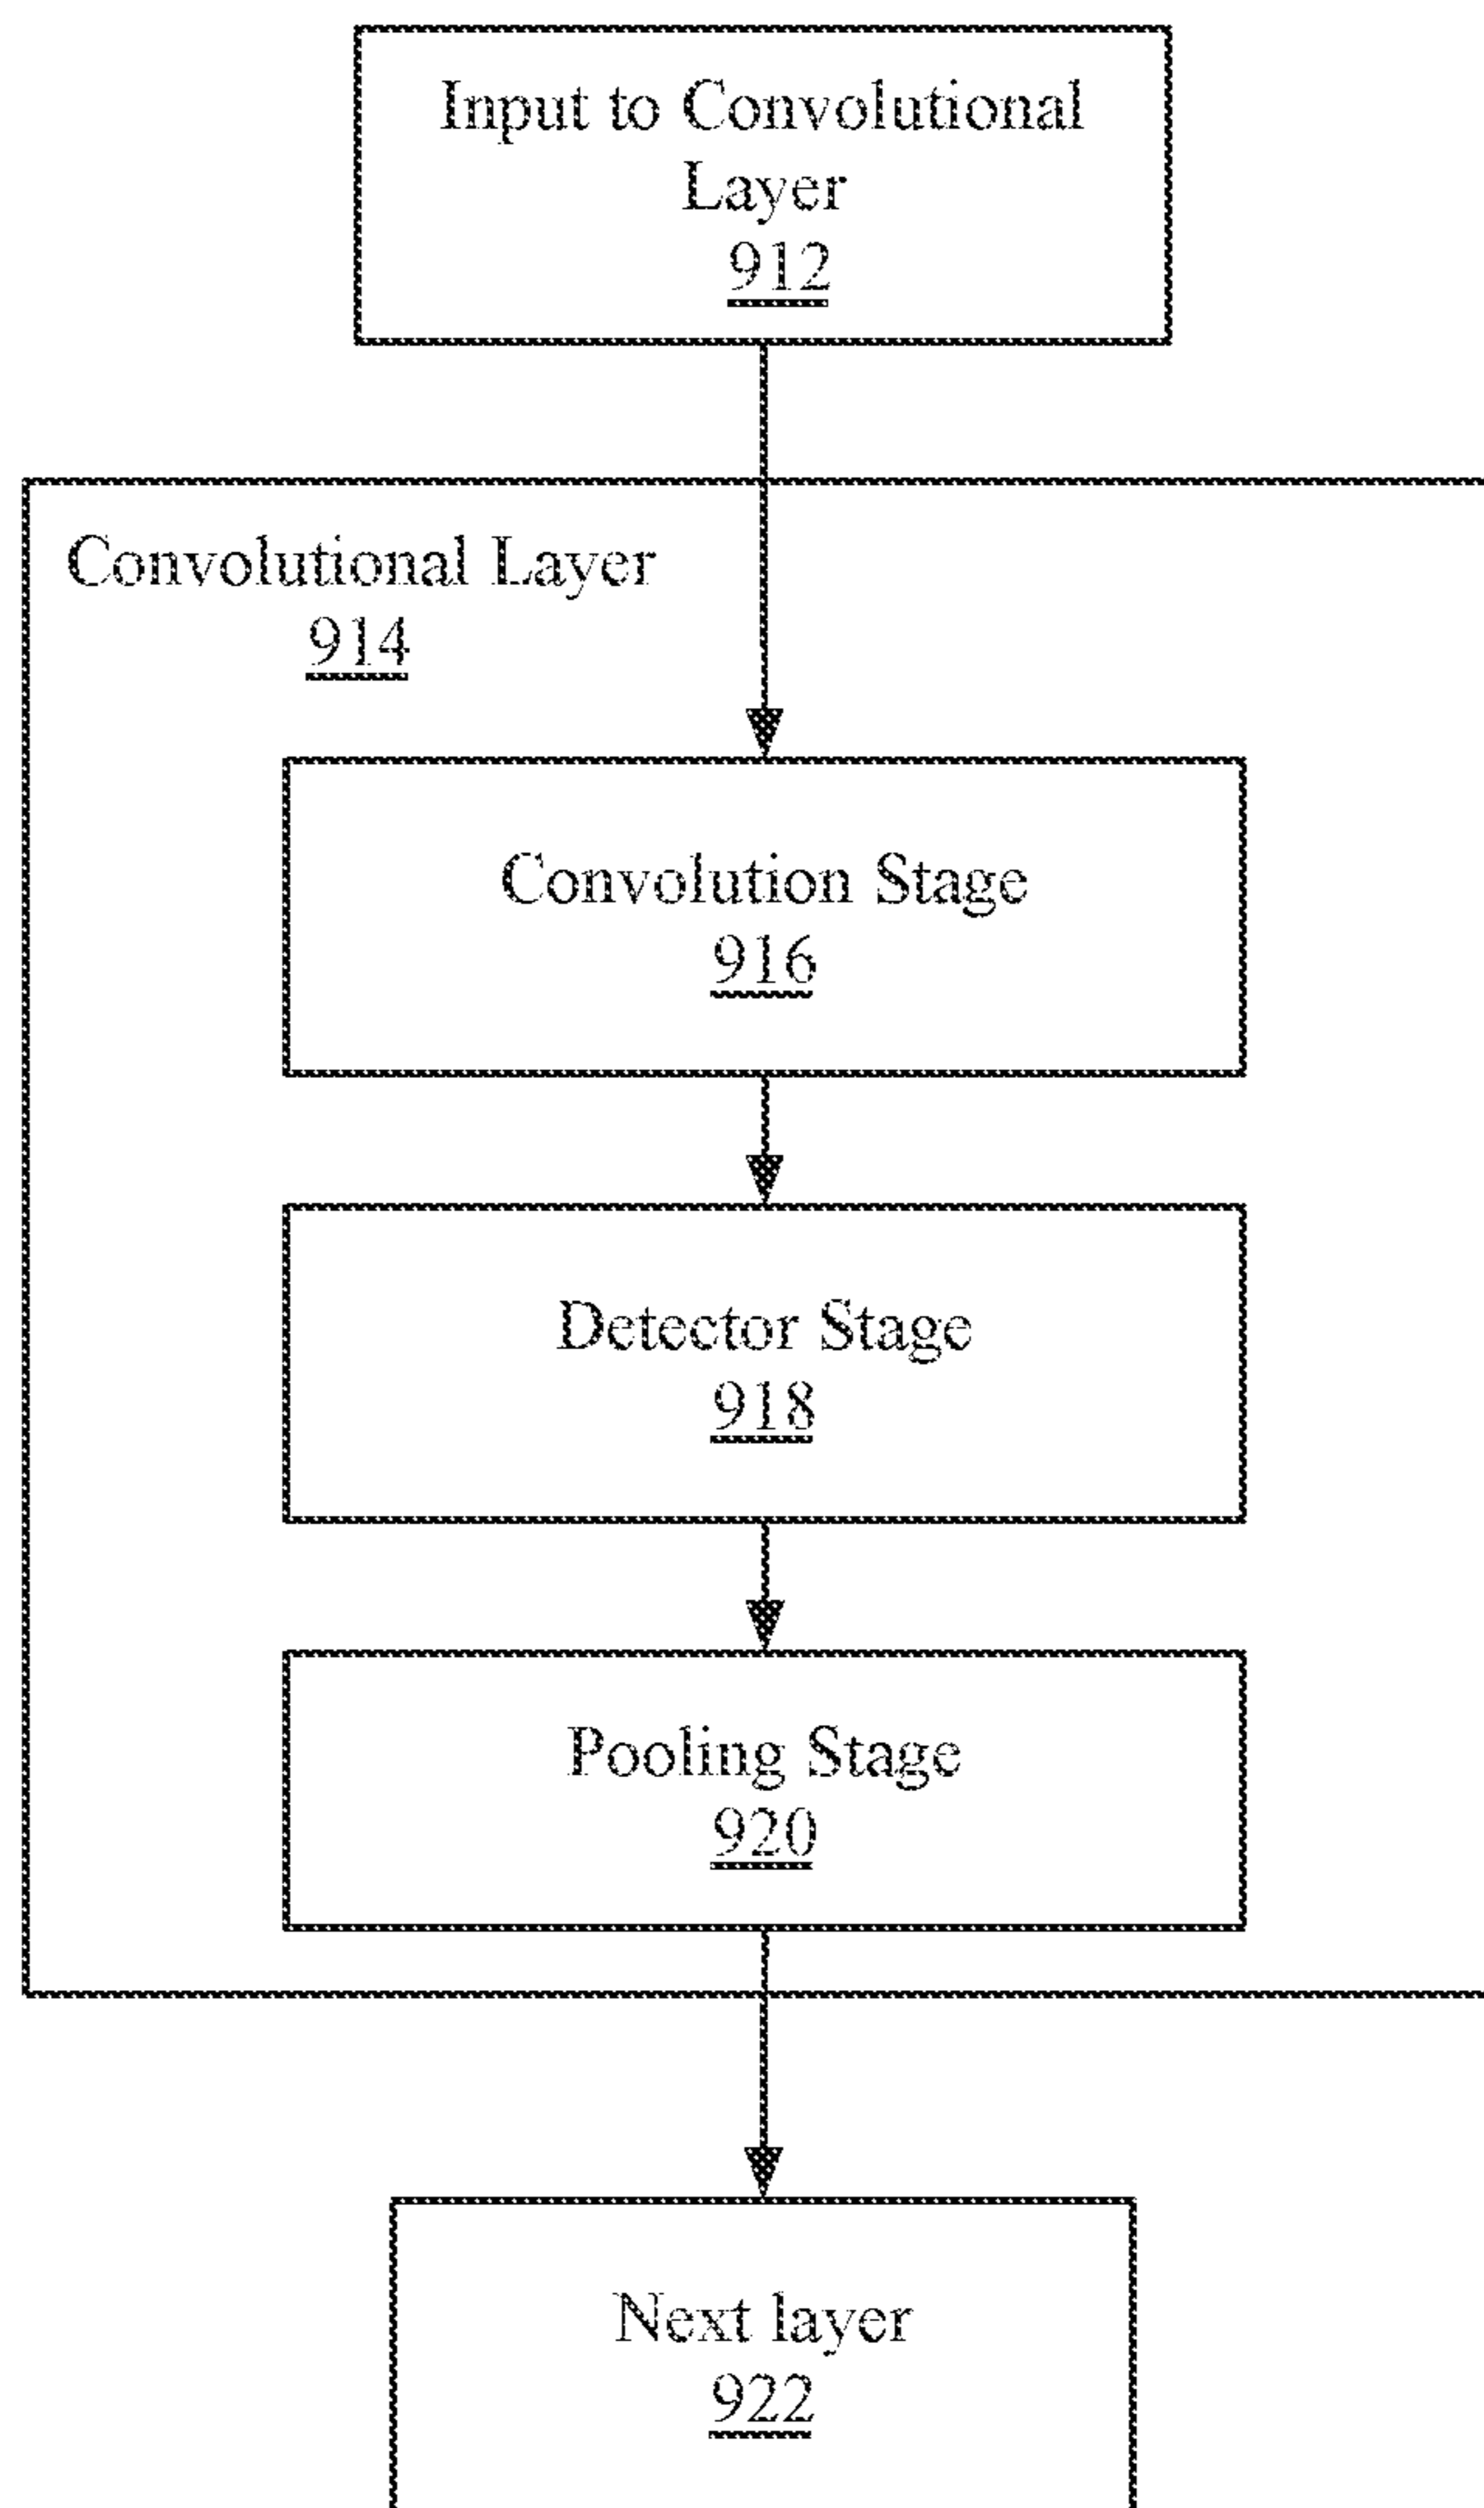 Input to Convolutional
Layer
912
Convolutional Layer
914
Convolution Stage
916
Detector Stage
918
Pooling Stage
920
Next layer
922